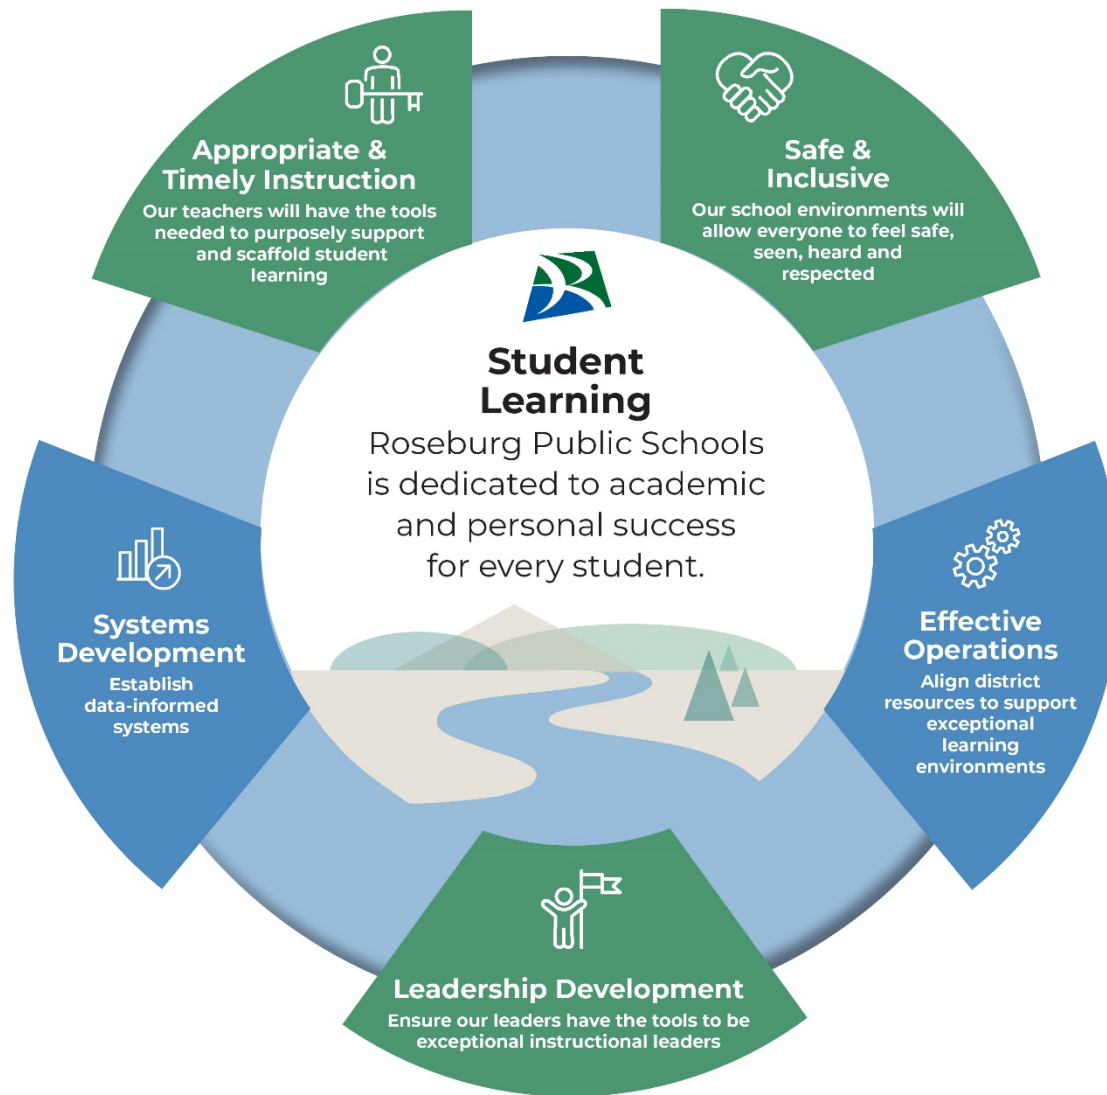 Appropriate &
Timely Instruction
Our teachers will have the tools
needed to purposely support
and scaffold student
learning
Safe &
Inclusive
Our school environments will
allow everyone to feel safe,
seen, heard and
respected
Student
Learning
Roseburg Public Schools
is dedicated to academic
and personal success
for every student.
Systems
Development
Establish
data-informed
systems
Effective
Operations
Align district
resources to support
exceptional
learning
environments
Leadership Development
Ensure our leaders have the tools to be
exceptional instructional leaders